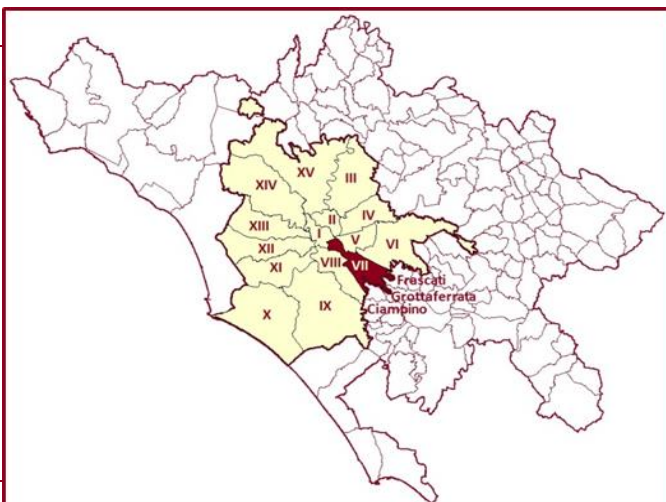 XV
III
XIV
II
IV
XIII
I
V
VI
XII
VIII
VII
XI
Frascati
Grottaferrata
Ciampino
X
IX